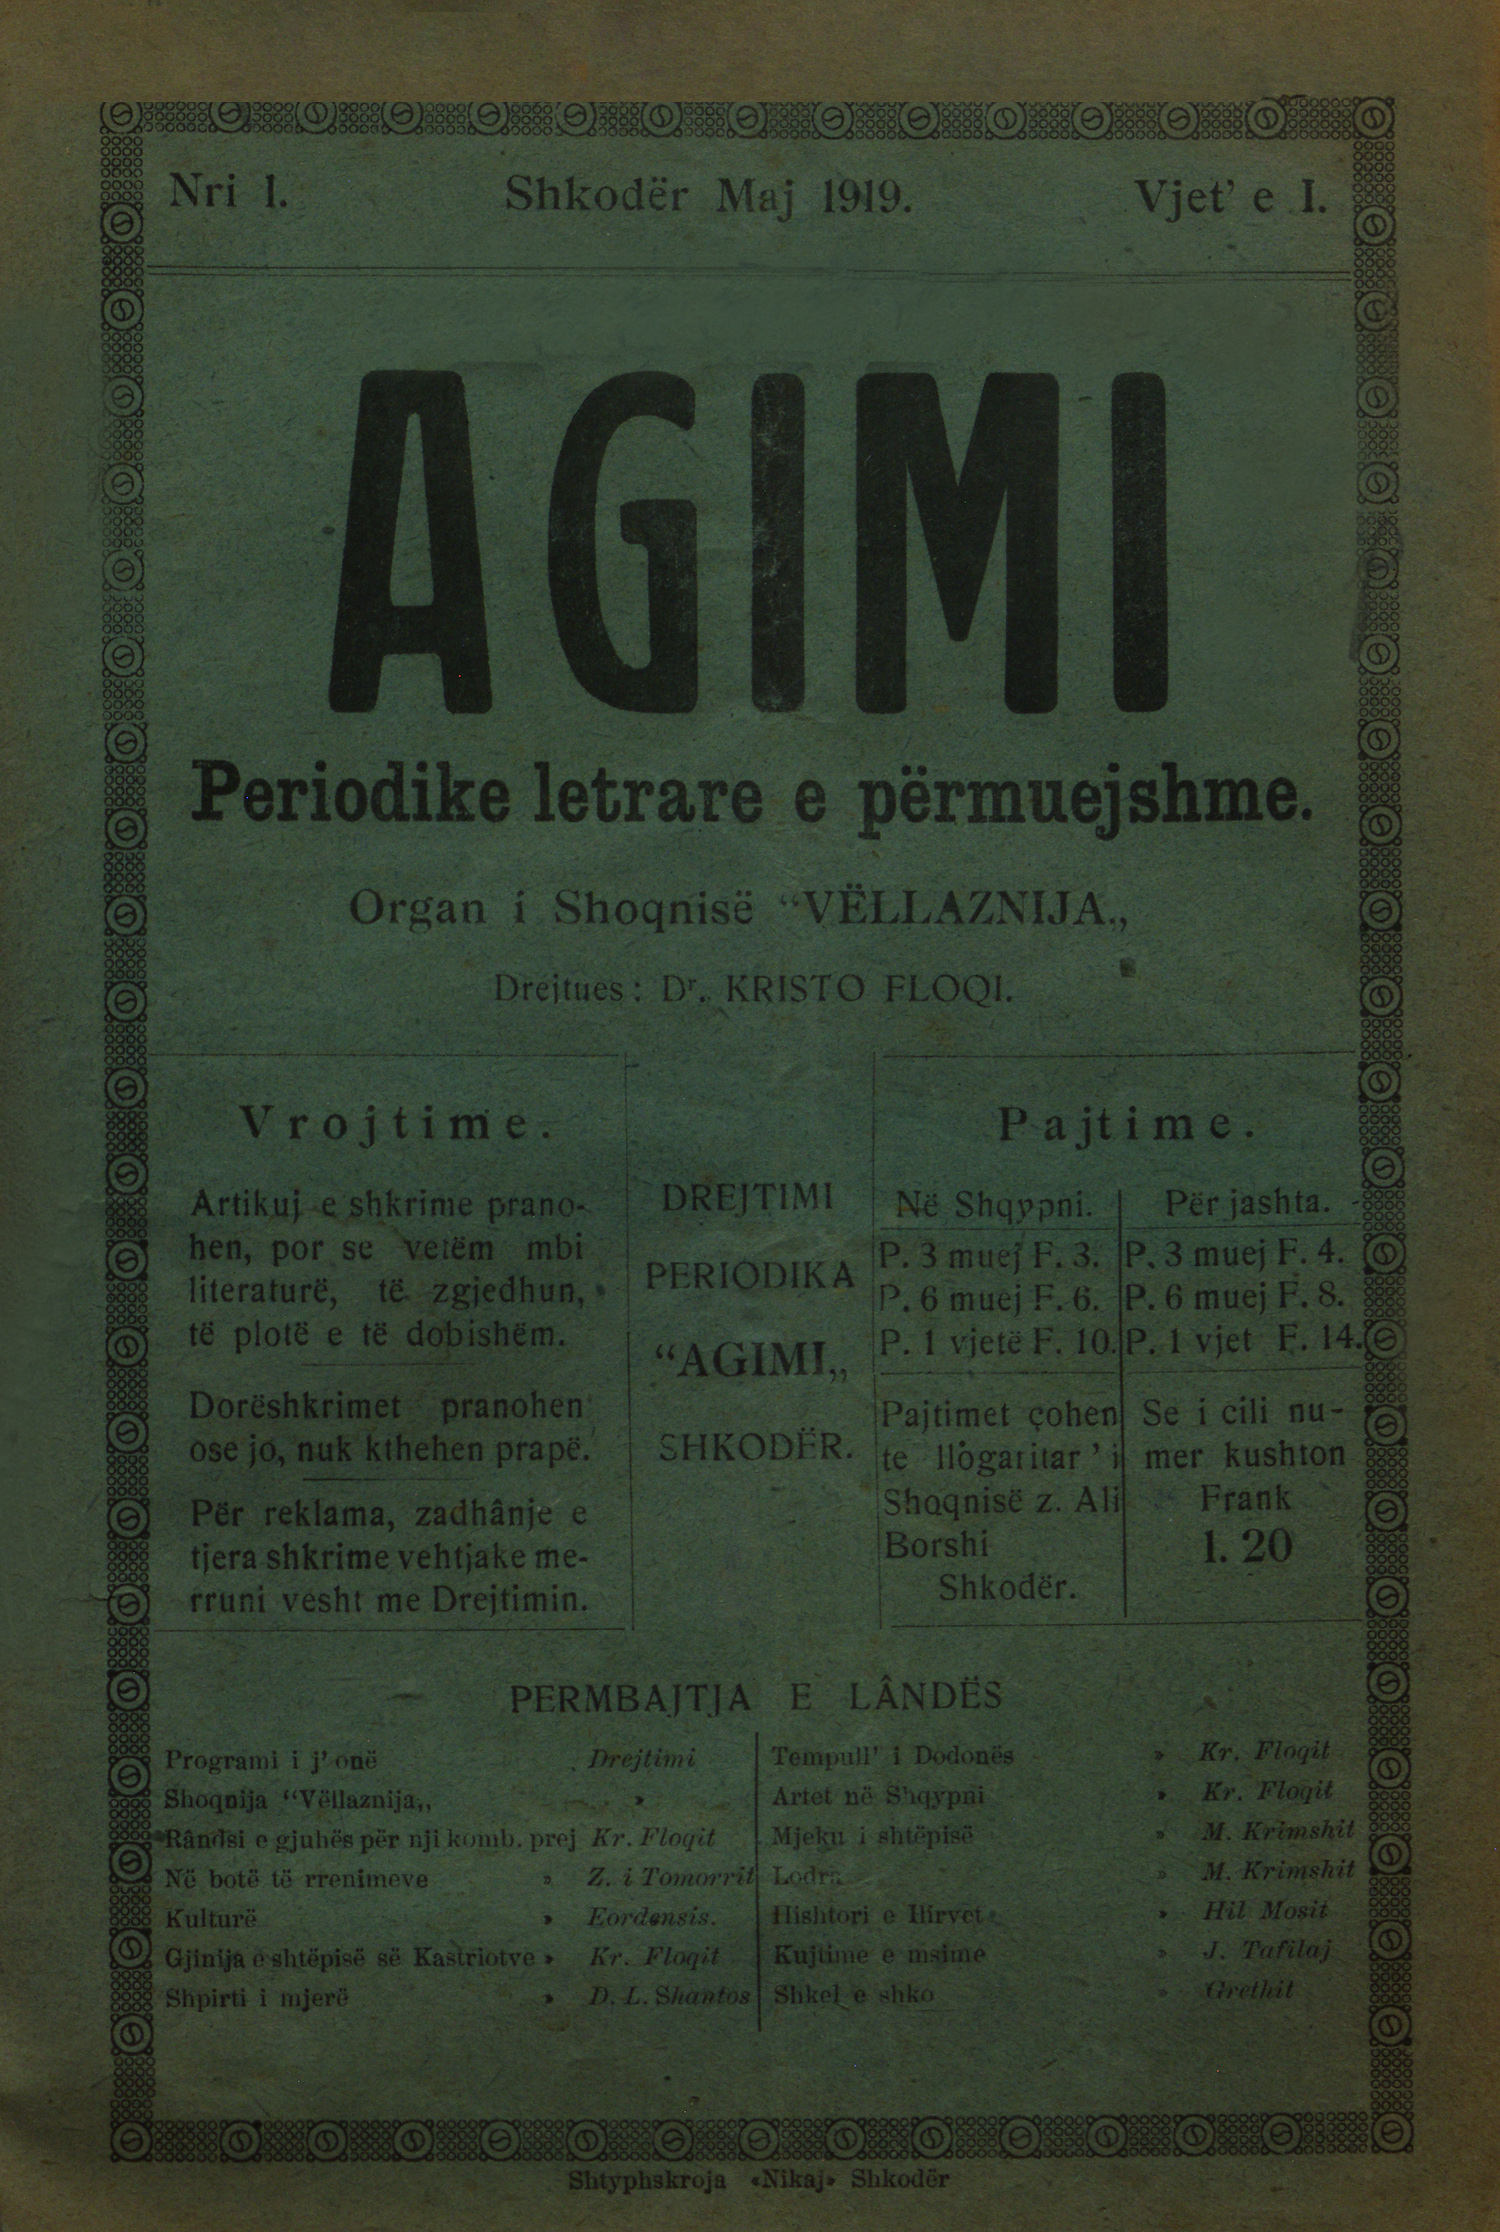 Nri 1. Shkodër Maj 1919. Vjet' e I.
AGIMI
Periodike letrare e përmuejshme.
Organ i Shoqnisë “VËLLAZNIJA„
Drejtues: Dr. KRISTO FLOQI.
Vrojtime.
Artikuj e shkrime prano-
hen, por se vetëm mbi
literaturë, të zgjedhun,
të plotë e të dobishëm.
Dorëshkrimet pranohen
ose jo, nuk kthehen prapë.
Për reklama, zadhânje e
tjera shkrime vehtjake me-
rruni vesht me Drejtimin.
DREJTIMI
PERIODIKA
“AGIMI„
SHKODËR.
Pajtime.
Në Shqypni.
P. 3 muej F. 3.
P. 6 muej F. 6.
P. 1 vjetë F. 10.
Pajtimet çohen
te llogaritar ' i
Shoqnisë z. Ali
Borshi
Shkodër.
Për jashta.
P. 3 muej F. 4.
P. 6 muej F. 8.
P. 1 vjet F. 14.
Se i cili nu-
mer kushton
Frank
1. 20
PERMBAJTJA E LÂNDËS
Programi i j' onë Drejtimi
Shoqnija “Vëllaznija„ »
Rândsi e gjuhës për nji komb. prej Kr. Floqit
Në botë të rrenimeve » Z. i Tomorrit
Kulturë » Eordensis.
Gjinija e shtëpisë së Kastriotve » Kr. Floqit
Shpirti i mjerë » D. L. Shantos
Tempull' i Dodonës » Kr. Floqit
Artet në Shqypni » Kr. Floqit
Mjeku i shtëpisë » M. Krimshit
Lodra » M. Krimshit
Hishtori e Ilirvet » Hil Mosit
Kujtime e msime » J. Tafilaj
Shkel e shko » Grethit
Shtyphskroja «Nikaj» Shkodër